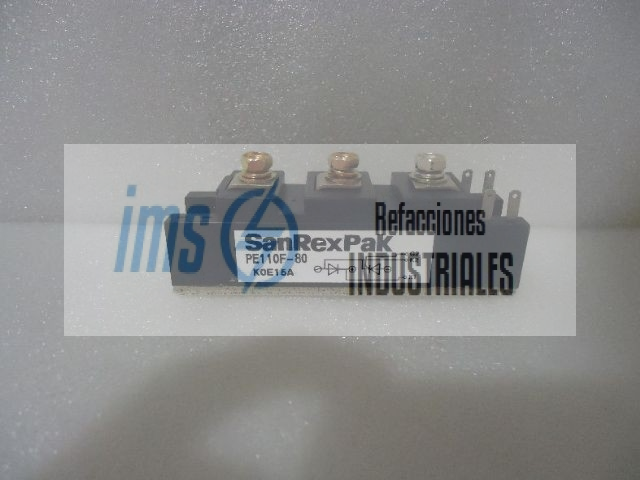 ims
Refacciones
INDUSTRIALES
SanRexPak
PE110F-80
K0E15A